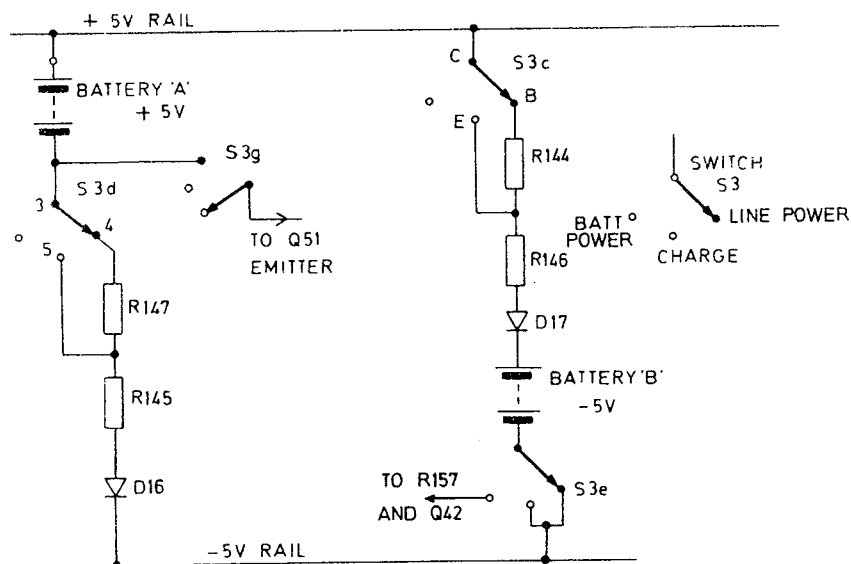 + 5V RAIL
BATTERY 'A'
+ 5V
S3g
S3d
3
4
5
TO Q51
EMITTER
R147
R145
D16
C
S3c
B
E
R144
R146
D17
BATTERY 'B'
-5V
SWITCH
S3
LINE POWER
BATT
POWER
CHARGE
TO R157
AND Q42
S3e
-5V RAIL